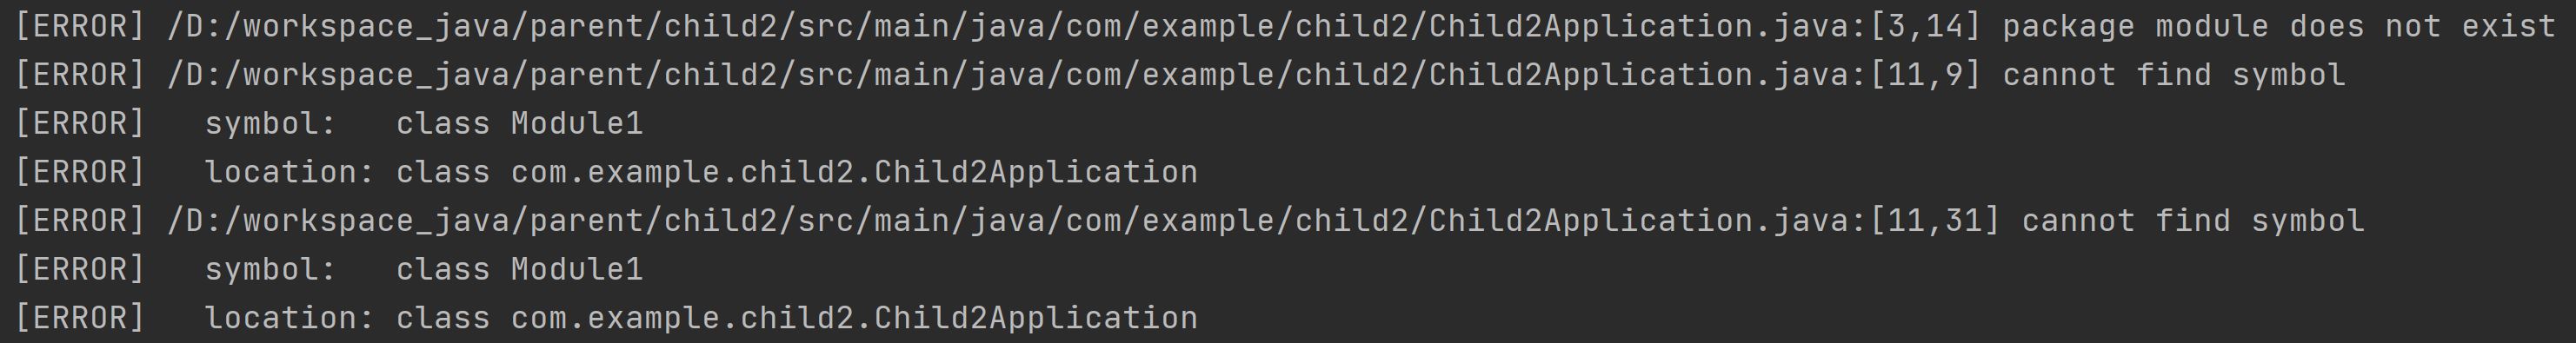 [ERROR] /D:/workspace_java/parent/child2/src/main/java/com/example/child2/Child2Application.java:[3,14] package module does not exist
[ERROR] /D:/workspace_java/parent/child2/src/main/java/com/example/child2/Child2Application.java:[11,9] cannot find symbol
[ERROR]   symbol:   class Module1
[ERROR]   location: class com.example.child2.Child2Application
[ERROR] /D:/workspace_java/parent/child2/src/main/java/com/example/child2/Child2Application.java:[11,31] cannot find symbol
[ERROR]   symbol:   class Module1
[ERROR]   location: class com.example.child2.Child2Application